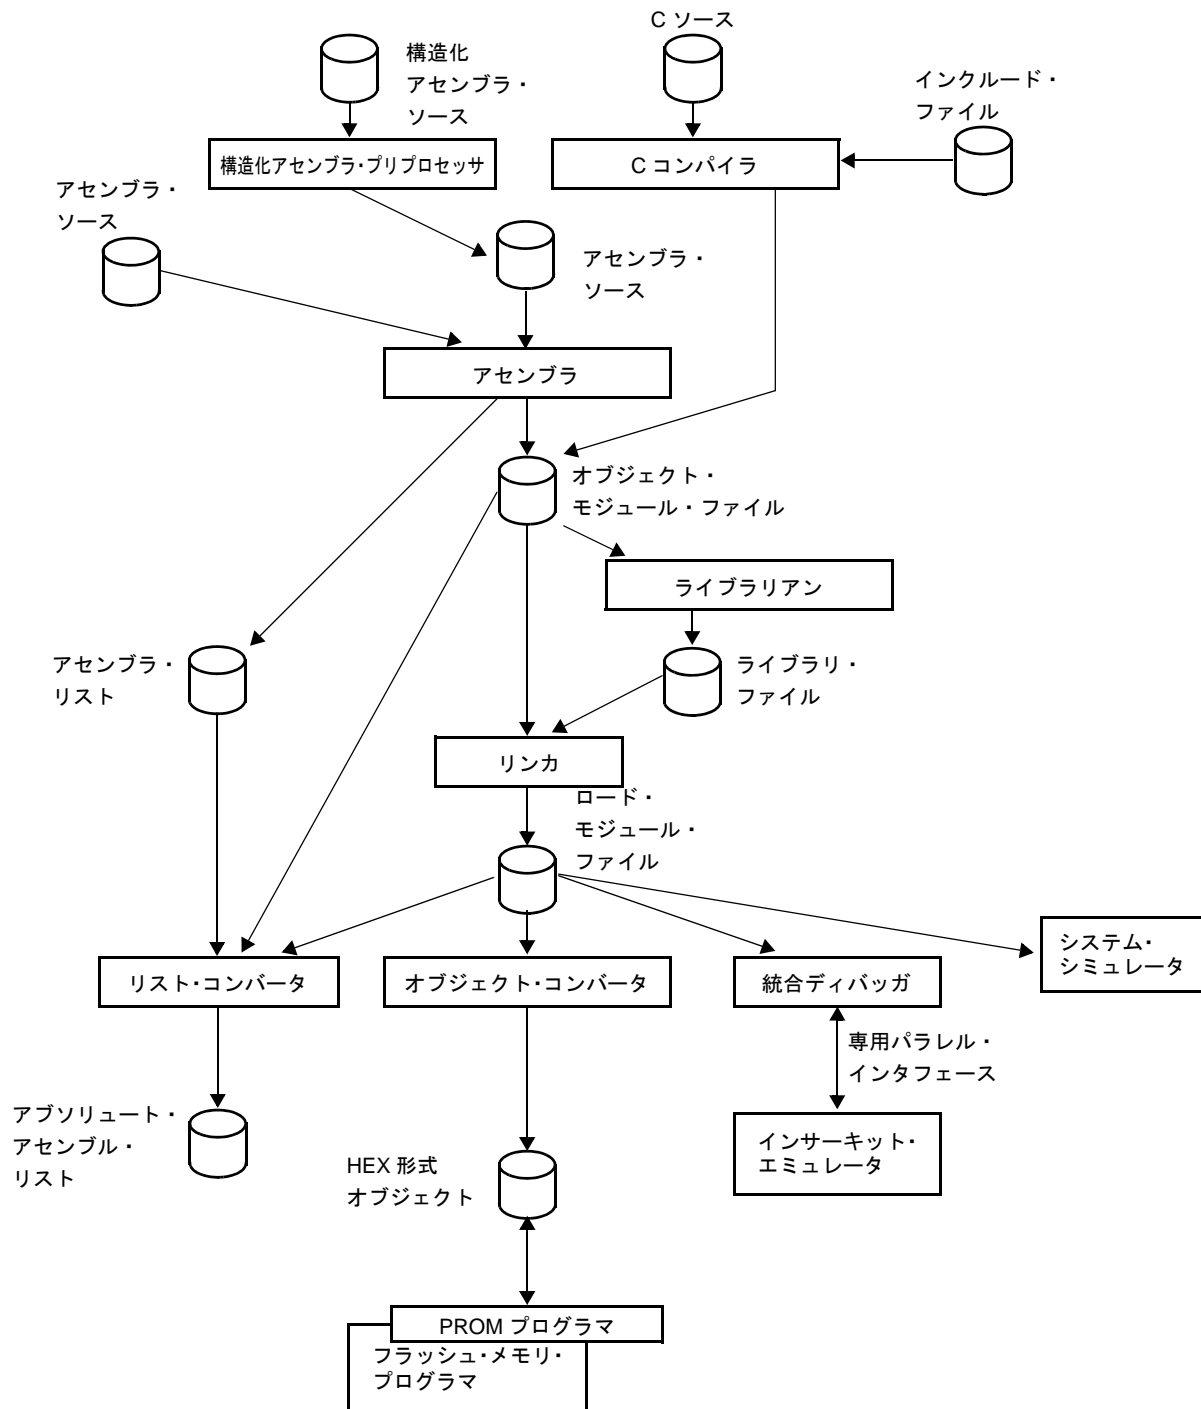 C ソース
構造化
アセンブラ・
ソース
インクルード・
ファイル
構造化アセンブラ・プリプロセッサ
C コンパイラ
アセンブラ・
ソース
アセンブラ・
ソース
アセンブラ
オブジェクト・
モジュール・ファイル
ライブラリアン
アセンブラ・
リスト
ライブラリ・
ファイル
リンカ
ロード・
モジュール・
ファイル
システム・
シミュレータ
リスト・コンバータ
オブジェクト・コンバータ
統合ディバッガ
専用パラレル・
インタフェース
アブソリュート・
アセンブル・
リスト
インサーキット・
エミュレータ
HEX 形式
オブジェクト
PROM プログラマ
フラッシュ・メモリ・
プログラマ